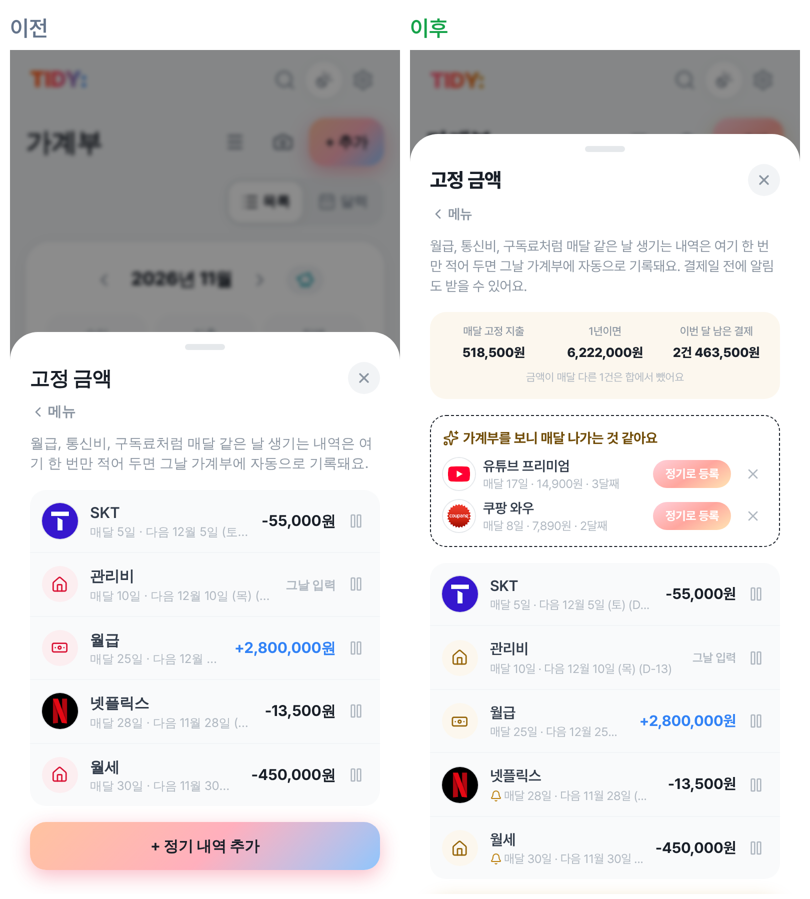 이전
TIDY:
가계부
+ 추가
목록
달력
2026년 11월
고정 금액
메뉴
월급, 통신비, 구독료처럼 매달 같은 날 생기는 내역은 여
기 한 번만 적어 두면 그날 가계부에 자동으로 기록돼요.
SKT
-55,000원
매달 5일 · 다음 12월 5일 (토...
관리비
그날 입력
매달 10일 · 다음 12월 10일 (목) (...
월급
+2,800,000원
매달 25일 · 다음 12월 ...
넷플릭스
-13,500원
매달 28일 · 다음 11월 28일 (...
월세
-450,000원
매달 30일 · 다음 11월 30...
+ 정기 내역 추가
이후
TIDY:
고정 금액
메뉴
월급, 통신비, 구독료처럼 매달 같은 날 생기는 내역은 여기 한 번
만 적어 두면 그날 가계부에 자동으로 기록돼요. 결제일 전에 알림
도 받을 수 있어요.
매달 고정 지출 1년이면 이번 달 남은 결제
518,500원 6,222,000원 2건 463,500원
금액이 매달 다른 1건은 합에서 뺐어요
가계부를 보니 매달 나가는 것 같아요
유튜브 프리미엄
매달 17일 · 14,900원 · 3달째
정기로 등록
coupang
쿠팡 와우
매달 8일 · 7,890원 · 2달째
정기로 등록
SKT
-55,000원
매달 5일 · 다음 12월 5일 (토) (D...
관리비
그날 입력
매달 10일 · 다음 12월 10일 (목) (D-13)
월급
+2,800,000원
매달 25일 · 다음 12월 25...
넷플릭스
-13,500원
매달 28일 · 다음 11월 28일 (...
월세
-450,000원
매달 30일 · 다음 11월 30일 ...